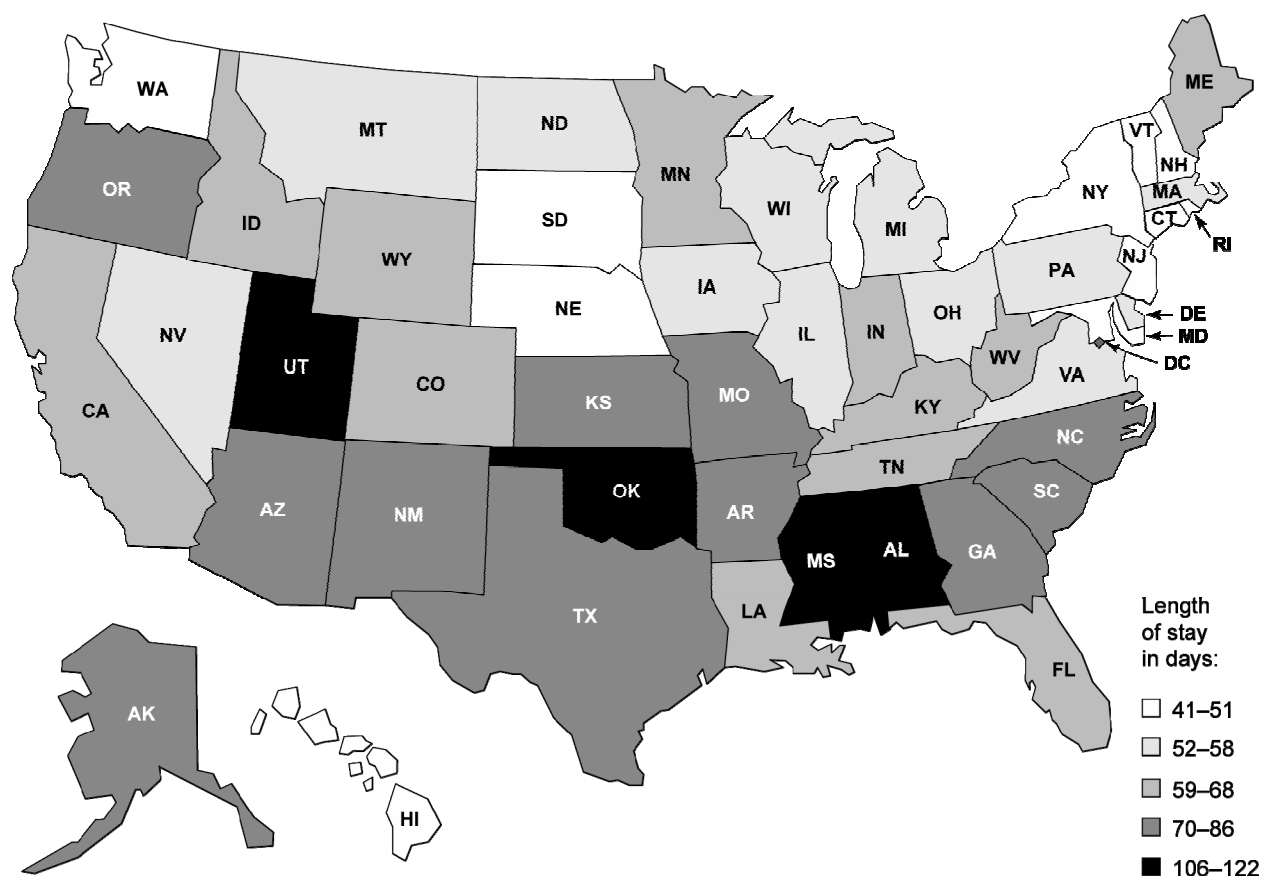 WA
ME
MT
ND
VT
MN
NH
OR
MA
NY
WI
SD
ID
MI
CT
RI
WY
NJ
PA
IA
NE
OH
DE
NV
IL
IN
MD
WV
DC
UT
VA
CO
MO
KS
KY
CA
NC
TN
OK
SC
AZ
AR
NM
GA
AL
MS
TX
LA
FL
AK
HI
Length
of stay
in days:
41–51
52–58
59–68
70–86
106–122